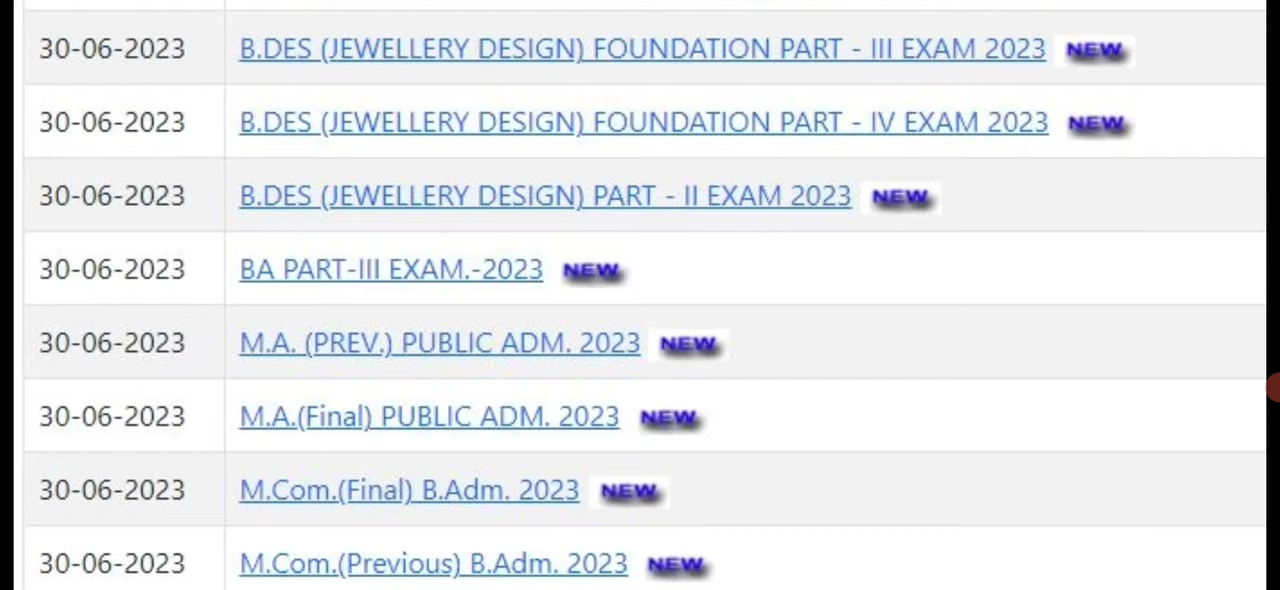 30-06-2023 B.DES (JEWELLERY DESIGN) FOUNDATION PART - III EXAM 2023 NEW
30-06-2023 B.DES (JEWELLERY DESIGN) FOUNDATION PART - IV EXAM 2023 NEW
30-06-2023 B.DES (JEWELLERY DESIGN) PART - II EXAM 2023 NEW
30-06-2023 BA PART-III EXAM.-2023 NEW
30-06-2023 M.A. (PREV.) PUBLIC ADM. 2023 NEW
30-06-2023 M.A.(Final) PUBLIC ADM. 2023 NEW
30-06-2023 M.Com.(Final) B.Adm. 2023 NEW
30-06-2023 M.Com.(Previous) B.Adm. 2023 NEW